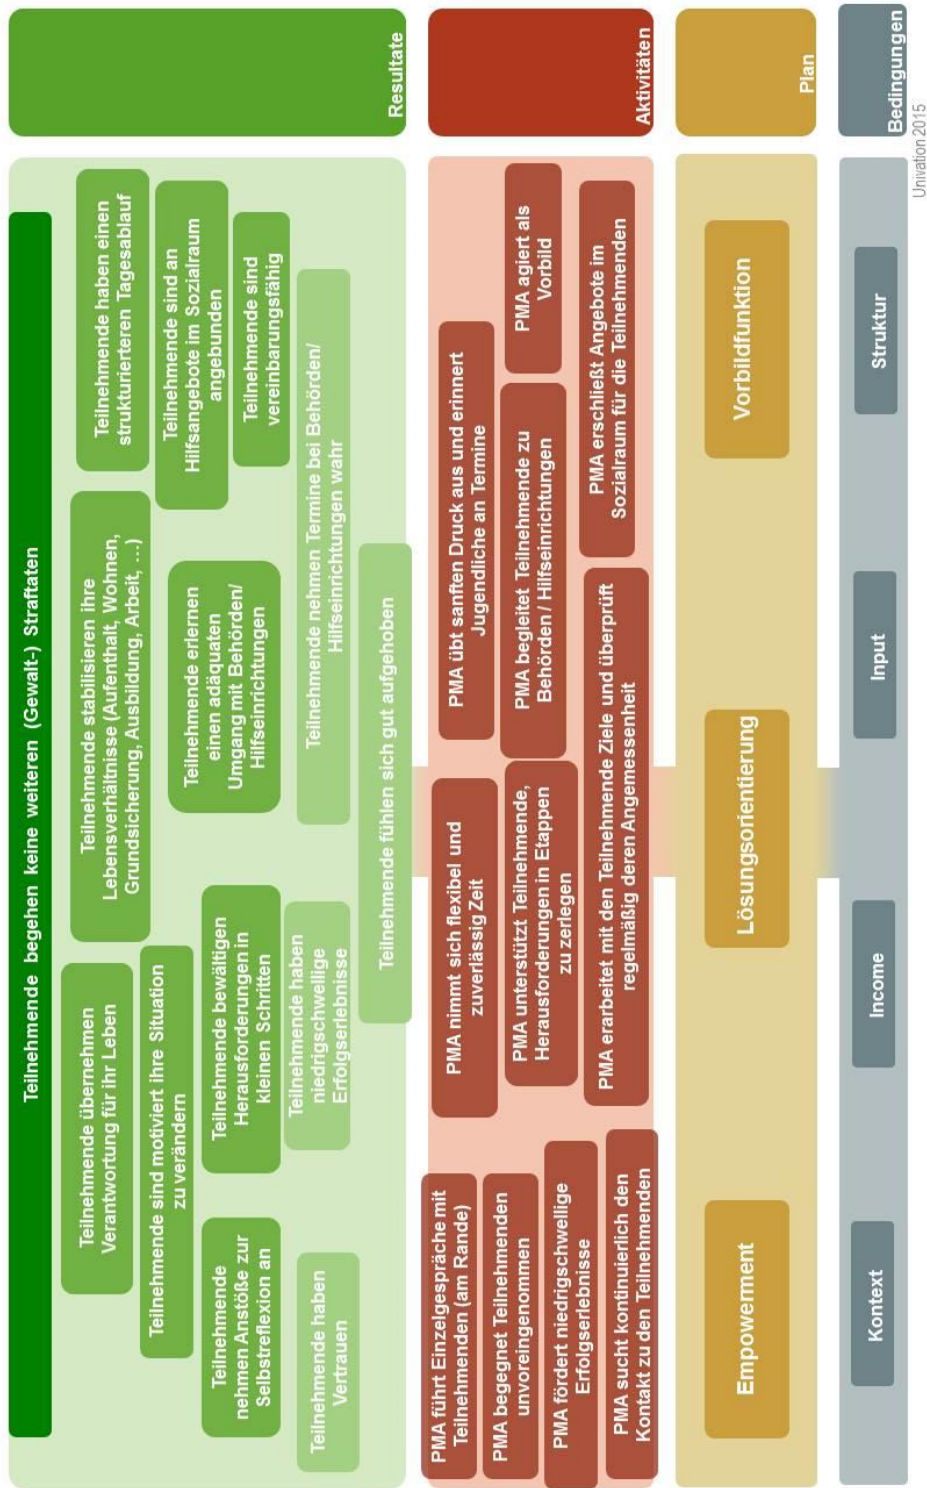 Resultate
Teilnehmende begehen keine weiteren (Gewalt-) Straftaten
Teilnehmende übernehmen
Verantwortung für ihr Leben
Teilnehmende stabilisieren ihre
Lebensverhältnisse (Aufenthalt, Wohnen,
Grundsicherung, Ausbildung, Arbeit, …)
Teilnehmende haben einen
strukturierteren Tagesablauf
Teilnehmende sind motiviert ihre Situation
zu verändern
Teilnehmende sind an
Hilfsangebote im Sozialraum
angebunden
Teilnehmende
nehmen Anstöße zur
Selbstreflexion an
Teilnehmende bewältigen
Herausforderungen in
kleinen Schritten
Teilnehmende erlernen
einen adäquaten
Umgang mit Behörden/
Hilfseinrichtungen
Teilnehmende sind
vereinbarungsfähig
Teilnehmende haben
Vertrauen
Teilnehmende haben
niedrigschwellige
Erfolgserlebnisse
Teilnehmende nehmen Termine bei Behörden/
Hilfseinrichtungen wahr
Teilnehmende fühlen sich gut aufgehoben
Aktivitäten
PMA führt Einzelgespräche mit
Teilnehmenden (am Rande)
PMA nimmt sich flexibel und
zuverlässig Zeit
PMA übt sanften Druck aus und erinnert
Jugendliche an Termine
PMA begegnet Teilnehmenden
unvoreingenommen
PMA unterstützt Teilnehmende,
Herausforderungen in Etappen
zu zerlegen
PMA begleitet Teilnehmende zu
Behörden / Hilfseinrichtungen
PMA agiert als
Vorbild
PMA fördert niedrigschwellige
Erfolgserlebnisse
PMA erarbeitet mit den Teilnehmende Ziele und überprüft
regelmäßig deren Angemessenheit
PMA erschließt Angebote im
Sozialraum für die Teilnehmenden
PMA sucht kontinuierlich den
Kontakt zu den Teilnehmenden
Plan
Empowerment
Lösungsorientierung
Vorbildfunktion
Bedingungen
Kontext
Income
Input
Struktur
Univation 2015